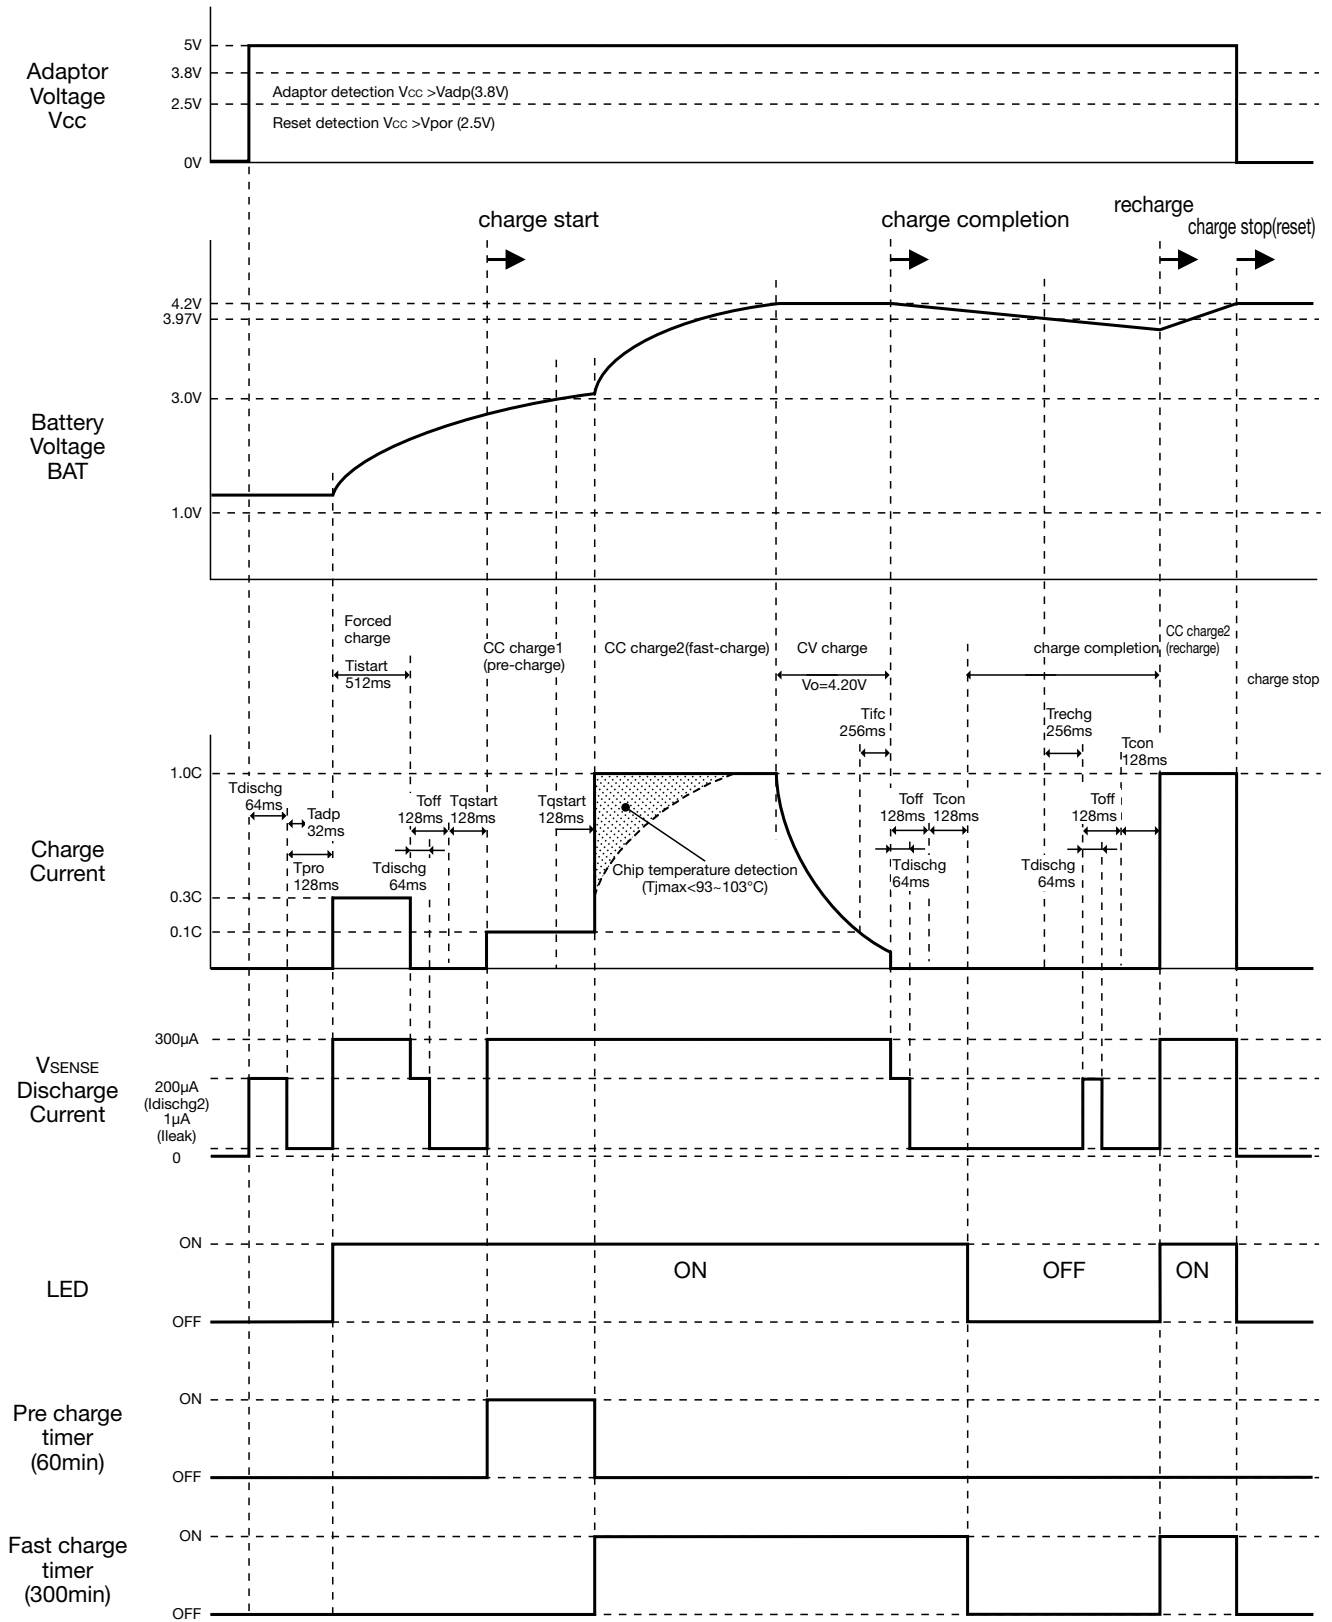 Adaptor
Voltage
Vcc
5V
3.8V
2.5V
0V
Adaptor detection Vcc >Vadp(3.8V)
Reset detection Vcc >Vpor (2.5V)
charge start
charge completion
recharge
charge stop(reset)
Battery
Voltage
BAT
4.2V
3.97V
3.0V
1.0V
Forced
charge
Tistart
512ms
CC charge1
(pre-charge)
CC charge2(fast-charge)
CV charge
Vo=4.20V
charge completion
CC charge2
(recharge)
charge stop
Charge
Current
1.0C
0.3C
0.1C
Tdischg
64ms
Tadp
32ms
Tpro
128ms
Toff
128ms
Tqstart
128ms
Tdischg
64ms
Tqstart
128ms
Chip temperature detection
(Tjmax<93~103°C)
Tifc
256ms
Toff
128ms
Tcon
128ms
Tdischg
64ms
Trechg
256ms
Tcon
128ms
Toff
128ms
Tdischg
64ms
VSENSE
Discharge
Current
300µA
200µA
(Idischg2)
1µA
(Ileak)
0
LED
ON
OFF
ON
OFF
ON
Pre charge
timer
(60min)
ON
OFF
Fast charge
timer
(300min)
ON
OFF